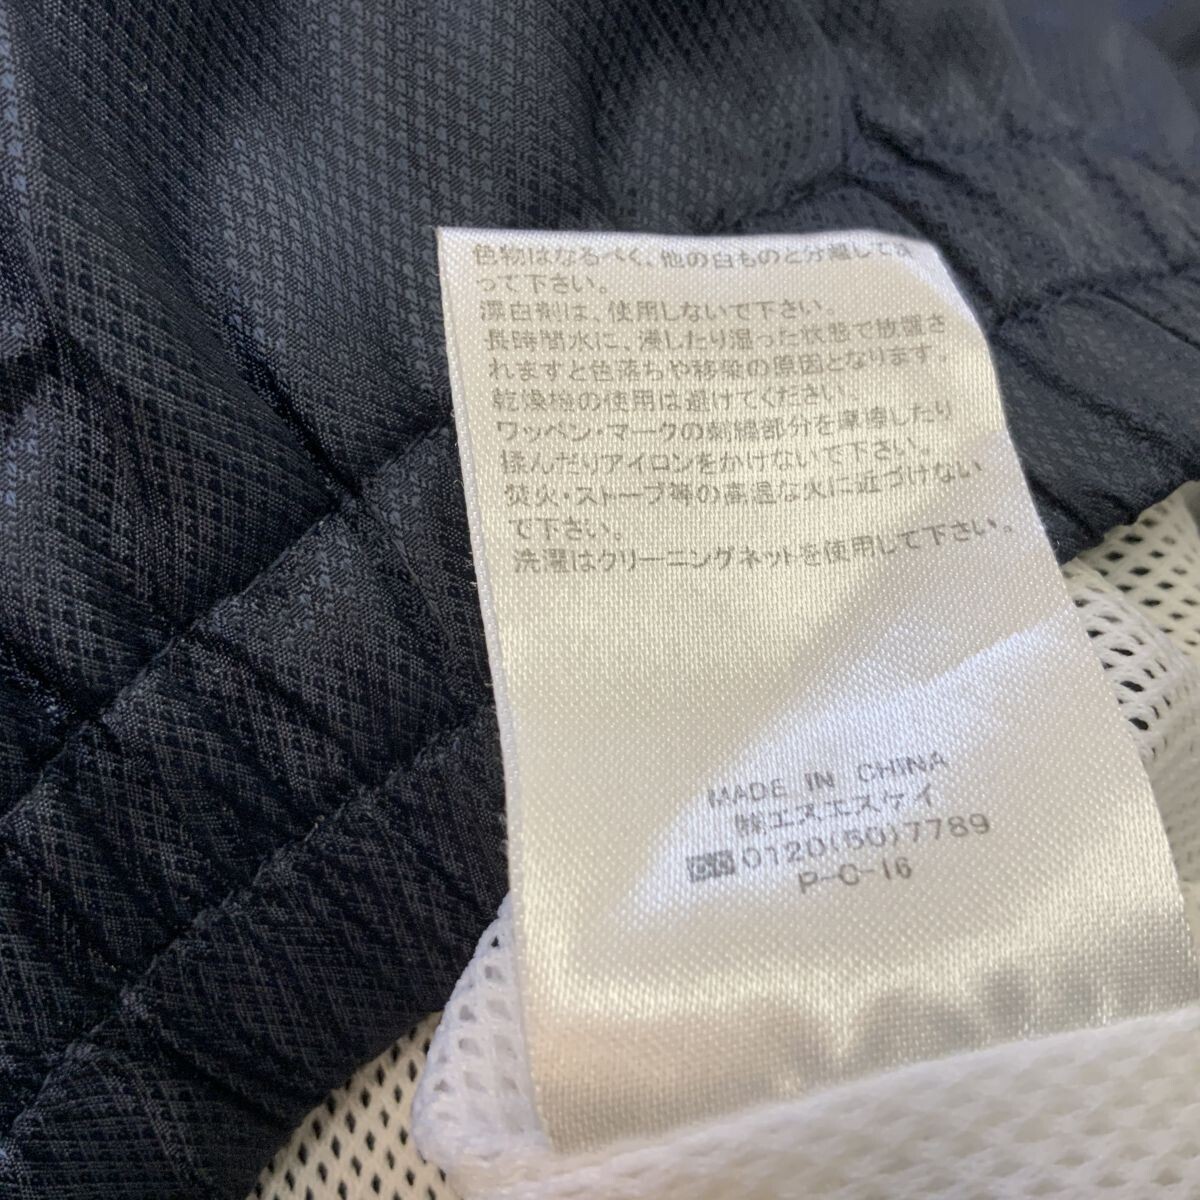 色物はなるべく、他の白ものと分離して洗
って下さい。
漂白剤は、使用しないで下さい。
長時間水に、浸したり湿った状態で放置さ
れますと色落ちや移染の原因となります。
乾燥機の使用は避けてください。
ワッペン・マークの刺繍部分を摩擦したり
揉んだりアイロンをかけないで下さい。
焚火・ストーブ等の高温な火に近づけない
で下さい。
洗濯はクリーニングネットを使用して下さい。
MADE IN CHINA
㈱エスエスケイ
0120(50)7789
P-C-16